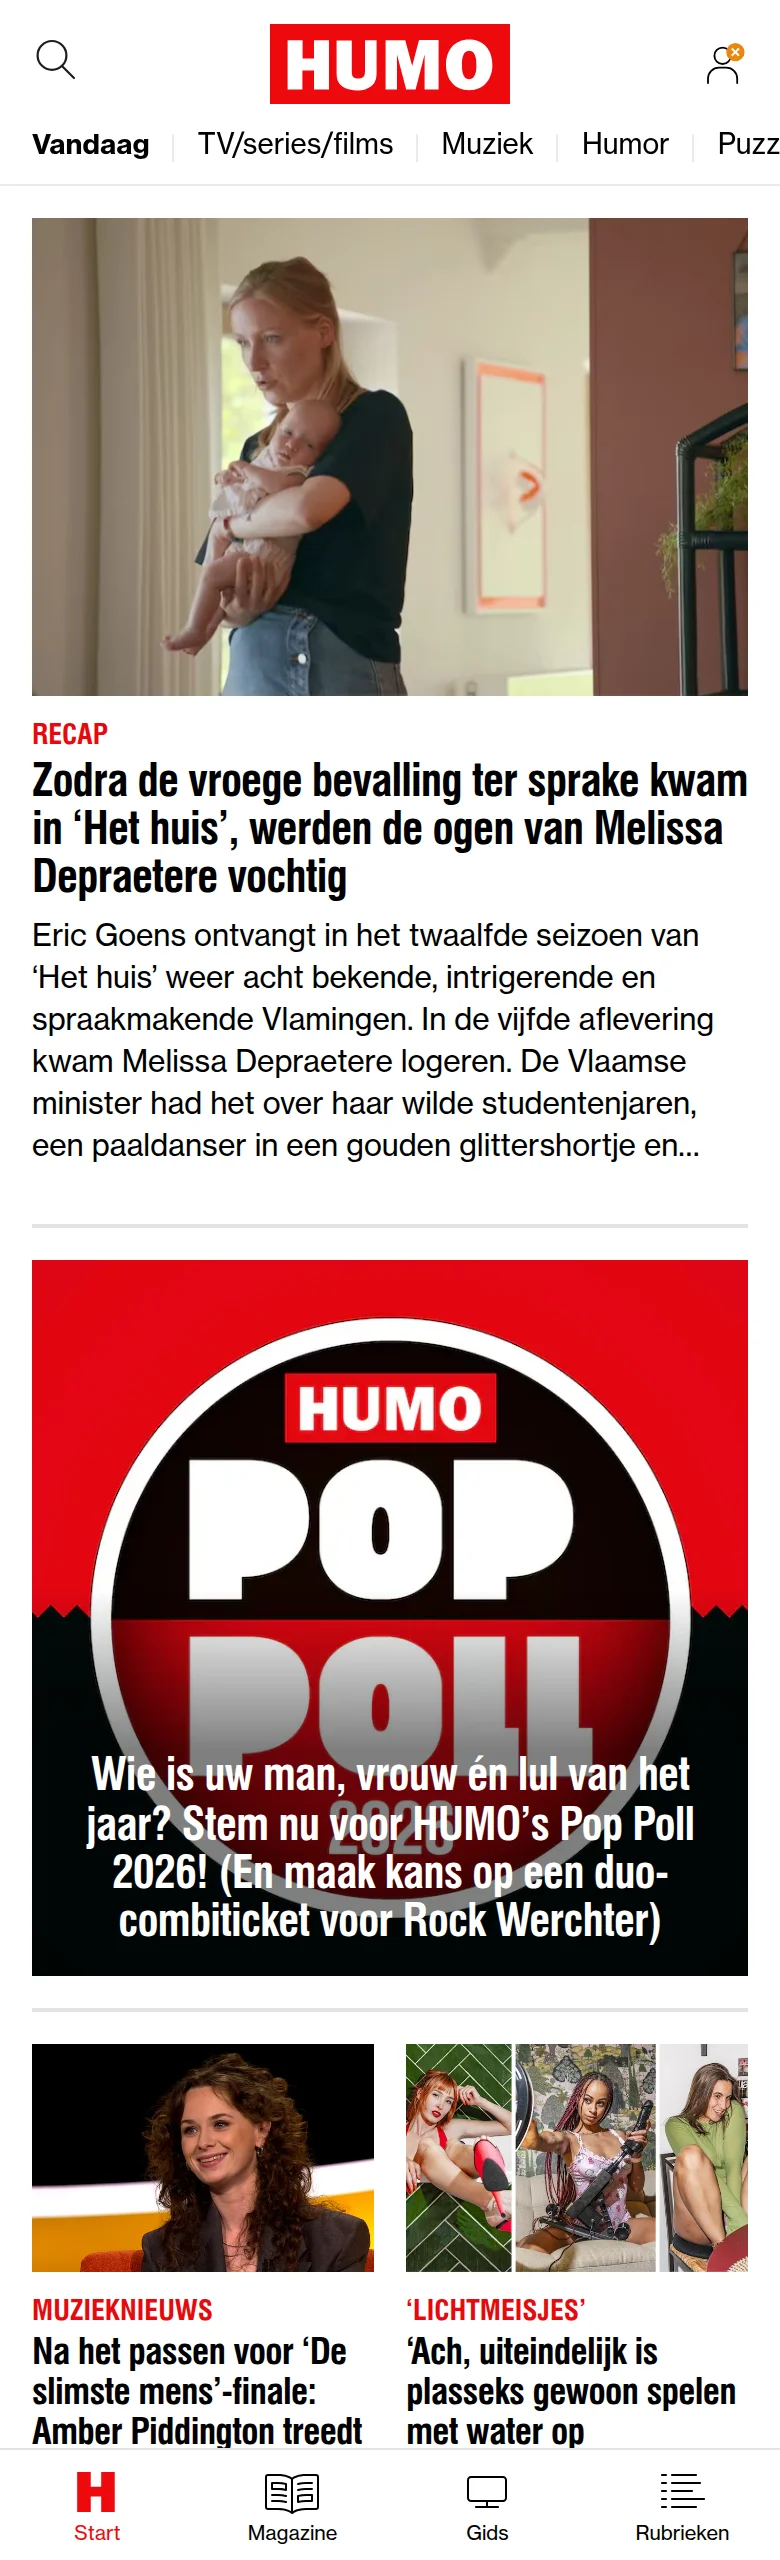 HUMO
Vandaag
TV/series/films
Muziek
Humor
Puzz
RECAP
Zodra de vroege bevalling ter sprake kwam
in ‘Het huis’, werden de ogen van Melissa
Depraetere vochtig
Eric Goens ontvangt in het twaalfde seizoen van
‘Het huis’ weer acht bekende, intrigerende en
spraakmakende Vlamingen. In de vijfde aflevering
kwam Melissa Depraetere logeren. De Vlaamse
minister had het over haar wilde studentenjaren,
een paaldanser in een gouden glittershortje en...
HUMO
POP
POLL
Wie is uw man, vrouw én lul van het
jaar? Stem nu voor HUMO’s Pop Poll
2026! (En maak kans op een duo-
combiticket voor Rock Werchter)
MUZIEKNIEUWS
Na het passen voor ‘De
slimste mens’-finale:
Amber Piddington treedt
‘LICHTMEISJES’
‘Ach, uiteindelijk is
plasseks gewoon spelen
met water op
H
Start
Magazine
Gids
Rubrieken